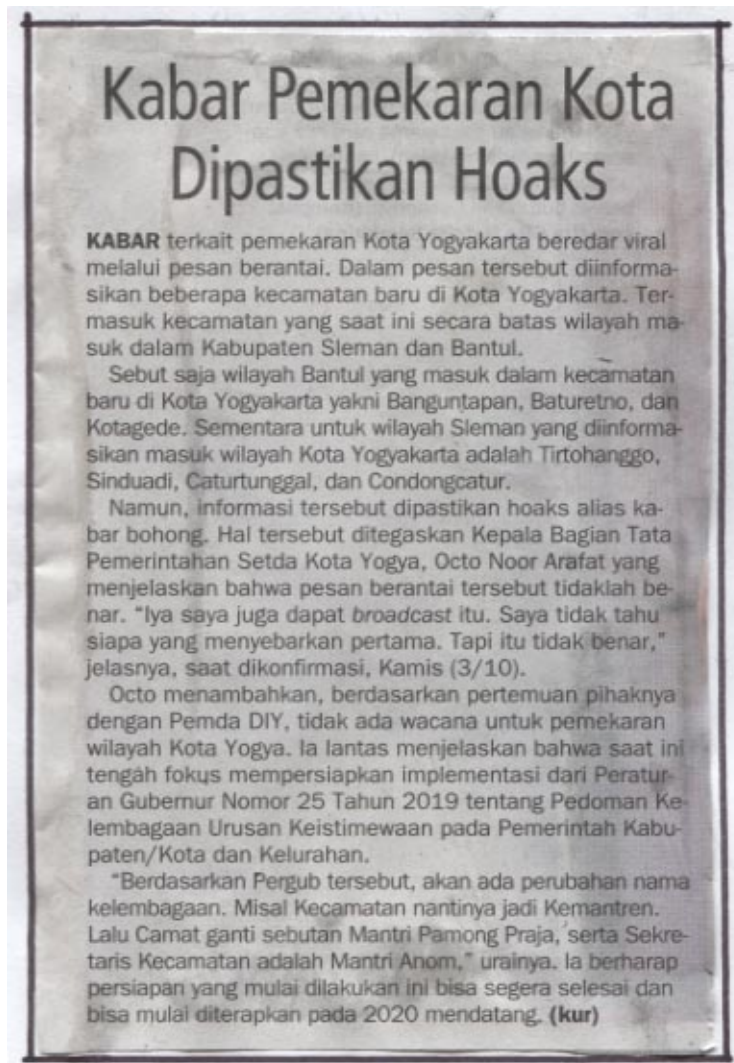 Kabar Pemekaran Kota
Dipastikan Hoaks
KABAR terkait pemekaran Kota Yogyakarta beredar viral
melalui pesan berantai. Dalam pesan tersebut diinforma-
sikan beberapa kecamatan baru di Kota Yogyakarta. Ter-
masuk kecamatan yang saat ini secara batas wilayah ma-
suk dalam Kabupaten Sleman dan Bantul.
Sebut saja wilayah Bantul yang masuk dalam kecamatan
baru di Kota Yogyakarta yakni Banguntapan, Baturetno, dan
Kotagede. Sementara untuk wilayah Sleman yang diinforma-
sikan masuk wilayah Kota Yogyakarta adalah Tirtohanggo,
Sinduadi, Caturtunggal, dan Condongcatur.
Namun, informasi tersebut dipastikan hoaks alias ka-
bar bohong. Hal tersebut ditegaskan Kepala Bagian Tata
Pemerintahan Setda Kota Yogya, Octo Noor Arafat yang
menjelaskan bahwa pesan berantai tersebut tidaklah be-
nar. “Iya saya juga dapat broadcast itu. Saya tidak tahu
siapa yang menyebarkan pertama. Tapi itu tidak benar,”
jelasnya, saat dikonfirmasi, Kamis (3/10).
Octo menambahkan, berdasarkan pertemuan pihaknya
dengan Pemda DIY, tidak ada wacana untuk pemekaran
wilayah Kota Yogya. Ia lantas menjelaskan bahwa saat ini
tengah fokus mempersiapkan implementasi dari Peratur-
an Gubernur Nomor 25 Tahun 2019 tentang Pedoman Ke-
lembagaan Urusan Keistimewaan pada Pemerintah Kabu-
paten/Kota dan Kelurahan.
“Berdasarkan Pergub tersebut, akan ada perubahan nama
kelembagaan. Misal Kecamatan nantinya jadi Kemantren.
Lalu Camat ganti sebutan Mantri Pamong Praja, serta Sekre-
taris Kecamatan adalah Mantri Anom,” urainya. Ia berharap
persiapan yang mulai dilakukan ini bisa segera selesai dan
bisa mulai diterapkan pada 2020 mendatang. (kur)